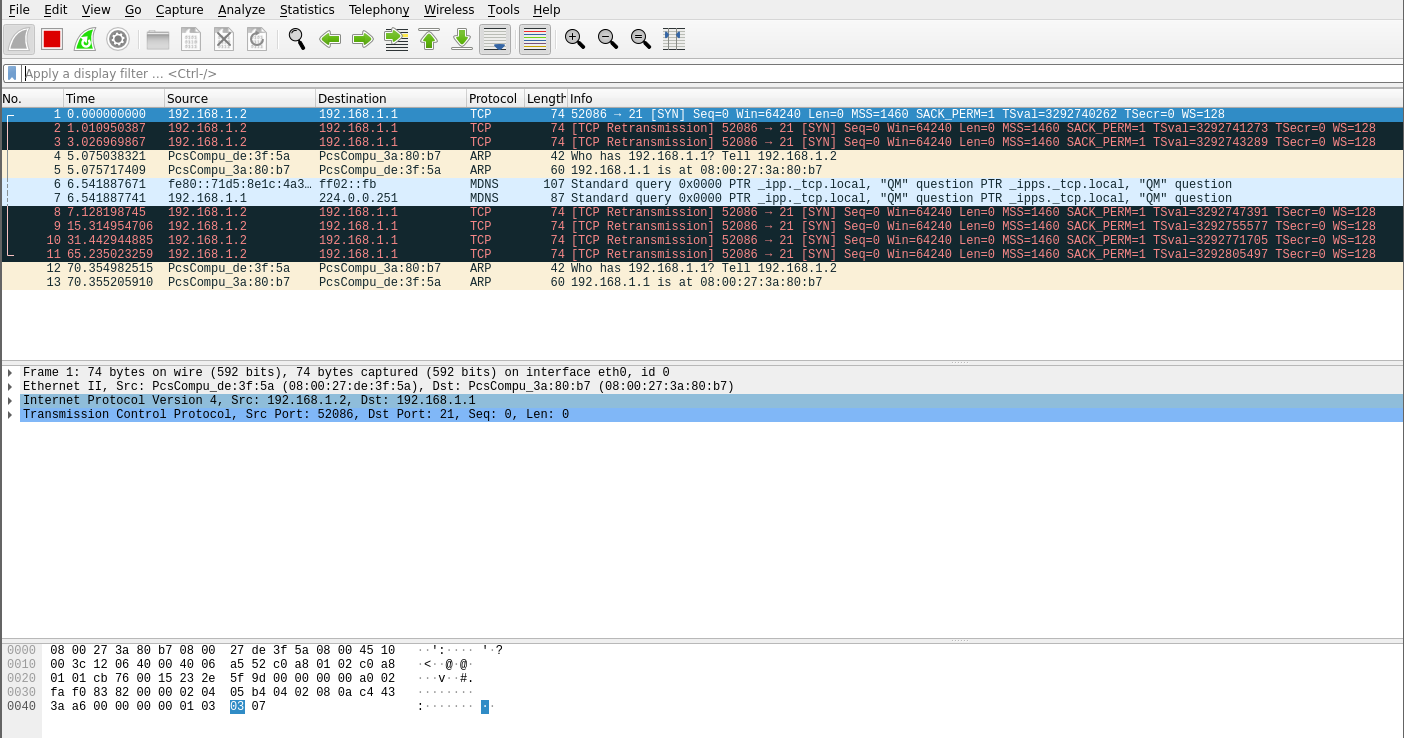 File Edit View Go Capture Analyze Statistics Telephony Wireless Tools Help
Apply a display filter ... <Ctrl-/>
No. Time Source Destination Protocol Length Info
1 0.000000000 192.168.1.2 192.168.1.1 TCP 74 52086 → 21 [SYN] Seq=0 Win=64240 Len=0 MSS=1460 SACK_PERM=1 TSval=3292740262 TSecr=0 WS=128
2 1.010950387 192.168.1.2 192.168.1.1 TCP 74 [TCP Retransmission] 52086 → 21 [SYN] Seq=0 Win=64240 Len=0 MSS=1460 SACK_PERM=1 TSval=3292741273 TSecr=0 WS=128
3 3.026969867 192.168.1.2 192.168.1.1 TCP 74 [TCP Retransmission] 52086 → 21 [SYN] Seq=0 Win=64240 Len=0 MSS=1460 SACK_PERM=1 TSval=3292743289 TSecr=0 WS=128
4 5.075038321 PcsCompu_de:3f:5a PcsCompu_3a:80:b7 ARP 42 Who has 192.168.1.1? Tell 192.168.1.2
5 5.075717409 PcsCompu_3a:80:b7 PcsCompu_de:3f:5a ARP 60 192.168.1.1 is at 08:00:27:3a:80:b7
6 6.541887671 fe80::71d5:8e1c:4a3… ff02::fb MDNS 107 Standard query 0x0000 PTR _ipp._tcp.local, "QM" question PTR _ipps._tcp.local, "QM" question
7 6.541887741 192.168.1.1 224.0.0.251 MDNS 87 Standard query 0x0000 PTR _ipp._tcp.local, "QM" question PTR _ipps._tcp.local, "QM" question
8 7.128198745 192.168.1.2 192.168.1.1 TCP 74 [TCP Retransmission] 52086 → 21 [SYN] Seq=0 Win=64240 Len=0 MSS=1460 SACK_PERM=1 TSval=3292747391 TSecr=0 WS=128
9 15.314954706 192.168.1.2 192.168.1.1 TCP 74 [TCP Retransmission] 52086 → 21 [SYN] Seq=0 Win=64240 Len=0 MSS=1460 SACK_PERM=1 TSval=3292755577 TSecr=0 WS=128
10 31.442944885 192.168.1.2 192.168.1.1 TCP 74 [TCP Retransmission] 52086 → 21 [SYN] Seq=0 Win=64240 Len=0 MSS=1460 SACK_PERM=1 TSval=3292771705 TSecr=0 WS=128
11 65.235023259 192.168.1.2 192.168.1.1 TCP 74 [TCP Retransmission] 52086 → 21 [SYN] Seq=0 Win=64240 Len=0 MSS=1460 SACK_PERM=1 TSval=3292805497 TSecr=0 WS=128
12 70.354982515 PcsCompu_de:3f:5a PcsCompu_3a:80:b7 ARP 42 Who has 192.168.1.1? Tell 192.168.1.2
13 70.355205910 PcsCompu_3a:80:b7 PcsCompu_de:3f:5a ARP 60 192.168.1.1 is at 08:00:27:3a:80:b7
Frame 1: 74 bytes on wire (592 bits), 74 bytes captured (592 bits) on interface eth0, id 0
Ethernet II, Src: PcsCompu_de:3f:5a (08:00:27:de:3f:5a), Dst: PcsCompu_3a:80:b7 (08:00:27:3a:80:b7)
Internet Protocol Version 4, Src: 192.168.1.2, Dst: 192.168.1.1
Transmission Control Protocol, Src Port: 52086, Dst Port: 21, Seq: 0, Len: 0
0000 08 00 27 3a 80 b7 08 00 27 de 3f 5a 08 00 45 10 ··':···· '·?
0010 00 3c 12 06 40 00 40 06 a5 52 c0 a8 01 02 c0 a8 ·<··@·@·
0020 01 01 cb 76 00 15 23 2e 5f 9d 00 00 00 00 a0 02 ···v··#.
0030 fa f0 83 82 00 00 02 04 05 b4 04 02 08 0a c4 43 ········
0040 3a a6 00 00 00 00 01 03 03 07 :······· ··